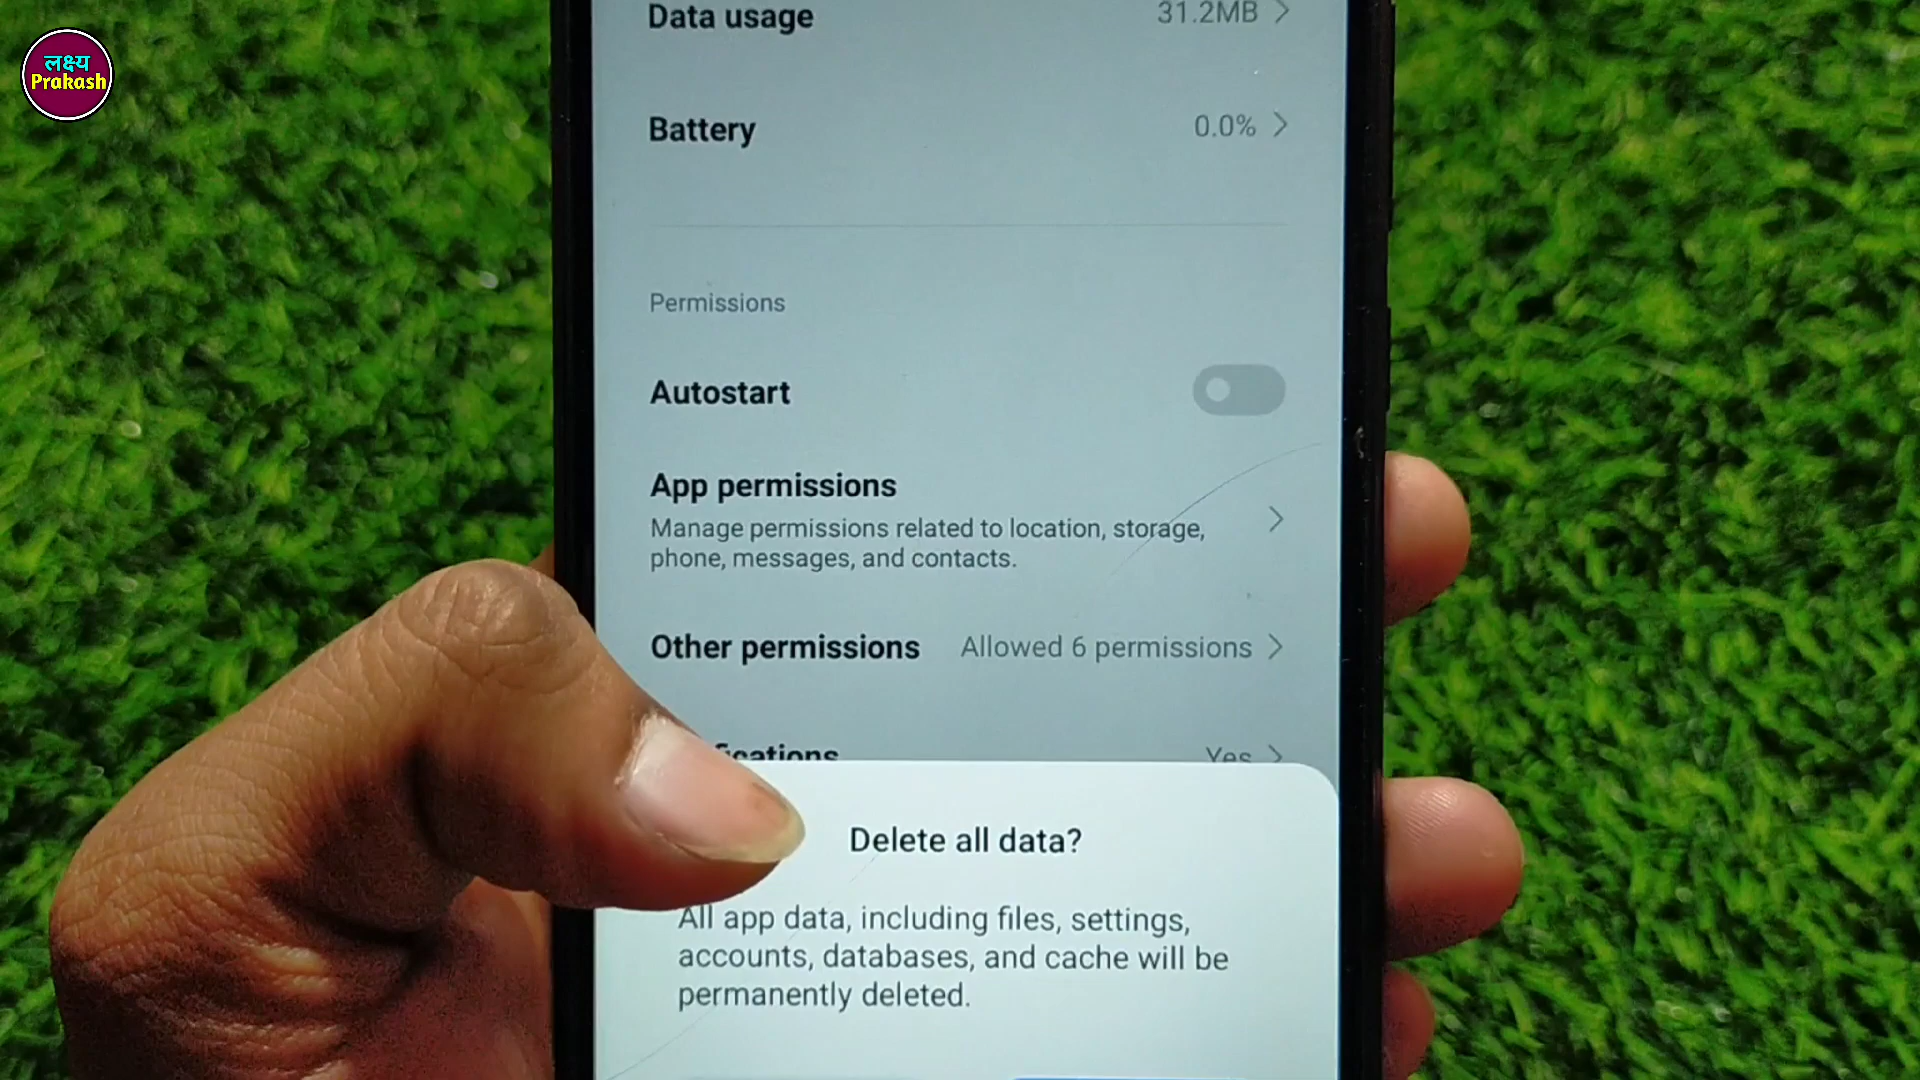 लक्ष्य
Prakash
Data usage 31.2MB
Battery 0.0%
Permissions
Autostart
App permissions
Manage permissions related to location, storage,
phone, messages, and contacts.
Other permissions Allowed 6 permissions
Yes
Delete all data?
All app data, including files, settings,
accounts, databases, and cache will be
permanently deleted.